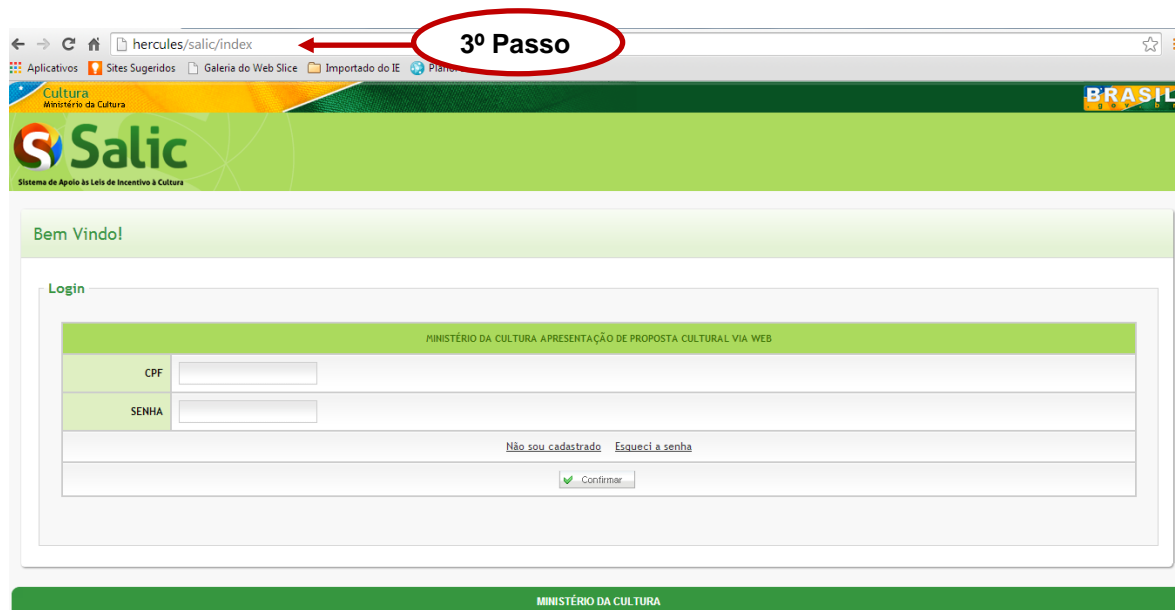 3º Passo
hercules/salic/index
Aplicativos Sites Sugeridos Galeria do Web Slice Importado do IE
Cultura
Ministério da Cultura
BRASIL
Salic
Sistema de Apoio às Leis de Incentivo à Cultura
Bem Vindo!
Login
MINISTÉRIO DA CULTURA APRESENTAÇÃO DE PROPOSTA CULTURAL VIA WEB
CPF
SENHA
Não sou cadastrado Esqueci a senha
Confirmar
MINISTÉRIO DA CULTURA